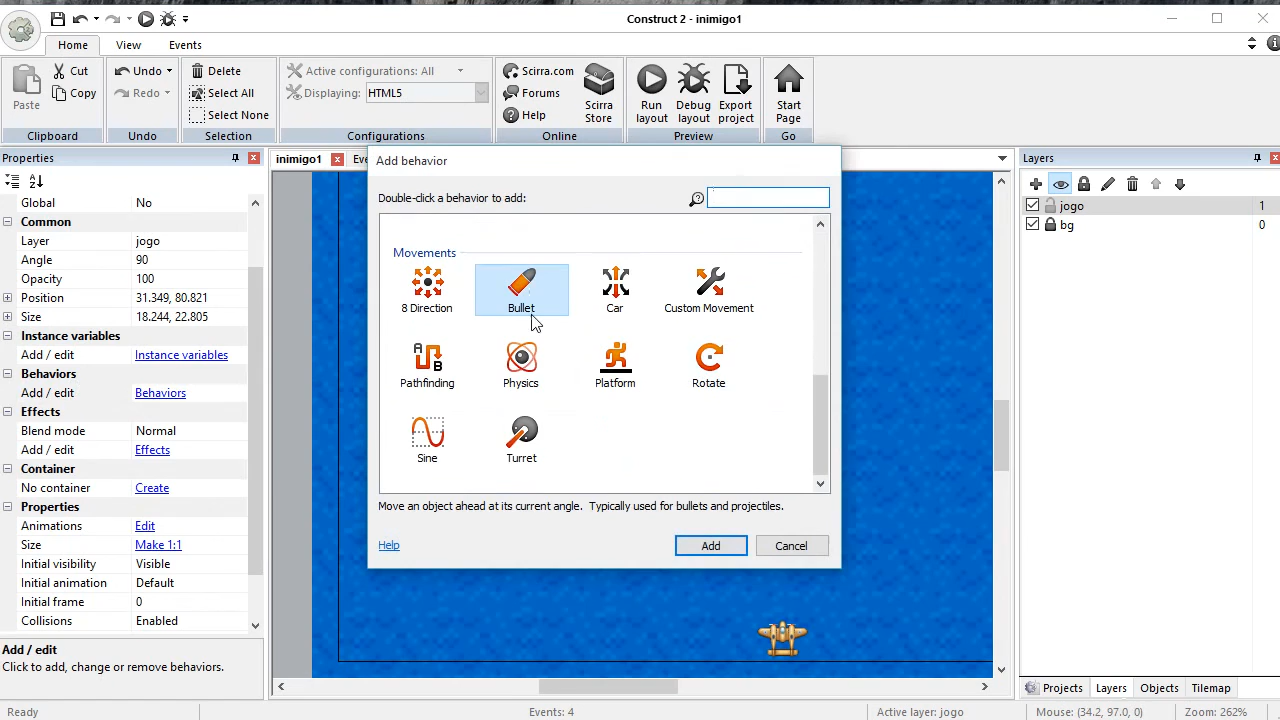 Construct 2 - inimigo1
Home View Events
Paste
Cut
Copy
Clipboard
Undo
Redo
Undo
Delete
Select All
Select None
Selection
Active configurations: All
Displaying: HTML5
Configurations
Scirra.com
Forums
Help
Scirra Store
Online
Run layout
Debug layout
Export project
Preview
Start Page
Go
Properties
Global No
Common
Layer jogo
Angle 90
Opacity 100
Position 31.349, 80.821
Size 18.244, 22.805
Instance variables
Add / edit Instance variables
Behaviors
Add / edit Behaviors
Effects
Blend mode Normal
Add / edit Effects
Container
No container Create
Properties
Animations Edit
Size Make 1:1
Initial visibility Visible
Initial animation Default
Initial frame 0
Collisions Enabled
Add / edit
Click to add, change or remove behaviors.
inimigo1
Eve
Add behavior
Double-click a behavior to add:
Movements
8 Direction Bullet Car Custom Movement
Pathfinding Physics Platform Rotate
Sine Turret
Move an object ahead at its current angle. Typically used for bullets and projectiles.
Help Add Cancel
Layers
jogo 1
bg 0
Projects Layers Objects Tilemap
Ready Events: 4 Active layer: jogo Mouse: (34.2, 97.0, 0) Zoom: 262%